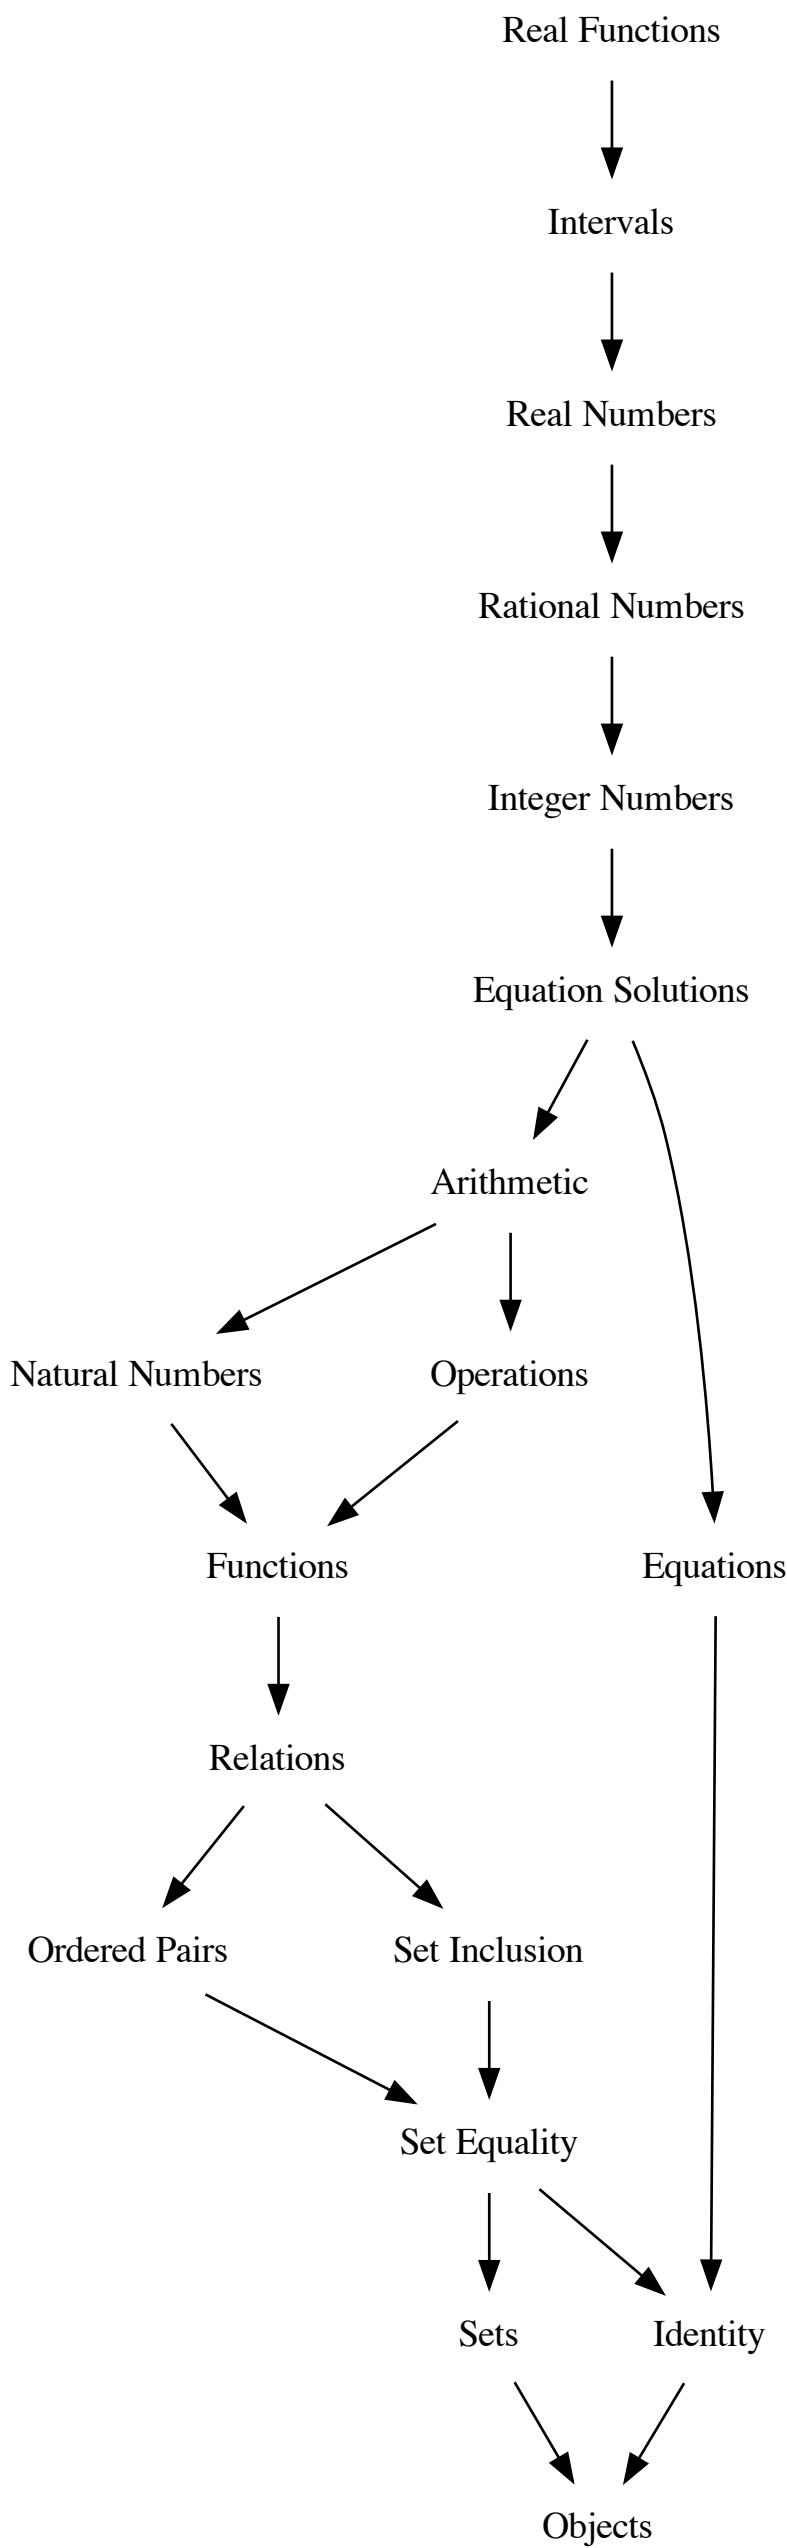 Real Functions
Intervals
Real Numbers
Rational Numbers
Integer Numbers
Equation Solutions
Arithmetic
Natural Numbers
Operations
Functions
Equations
Relations
Ordered Pairs
Set Inclusion
Set Equality
Sets
Identity
Objects